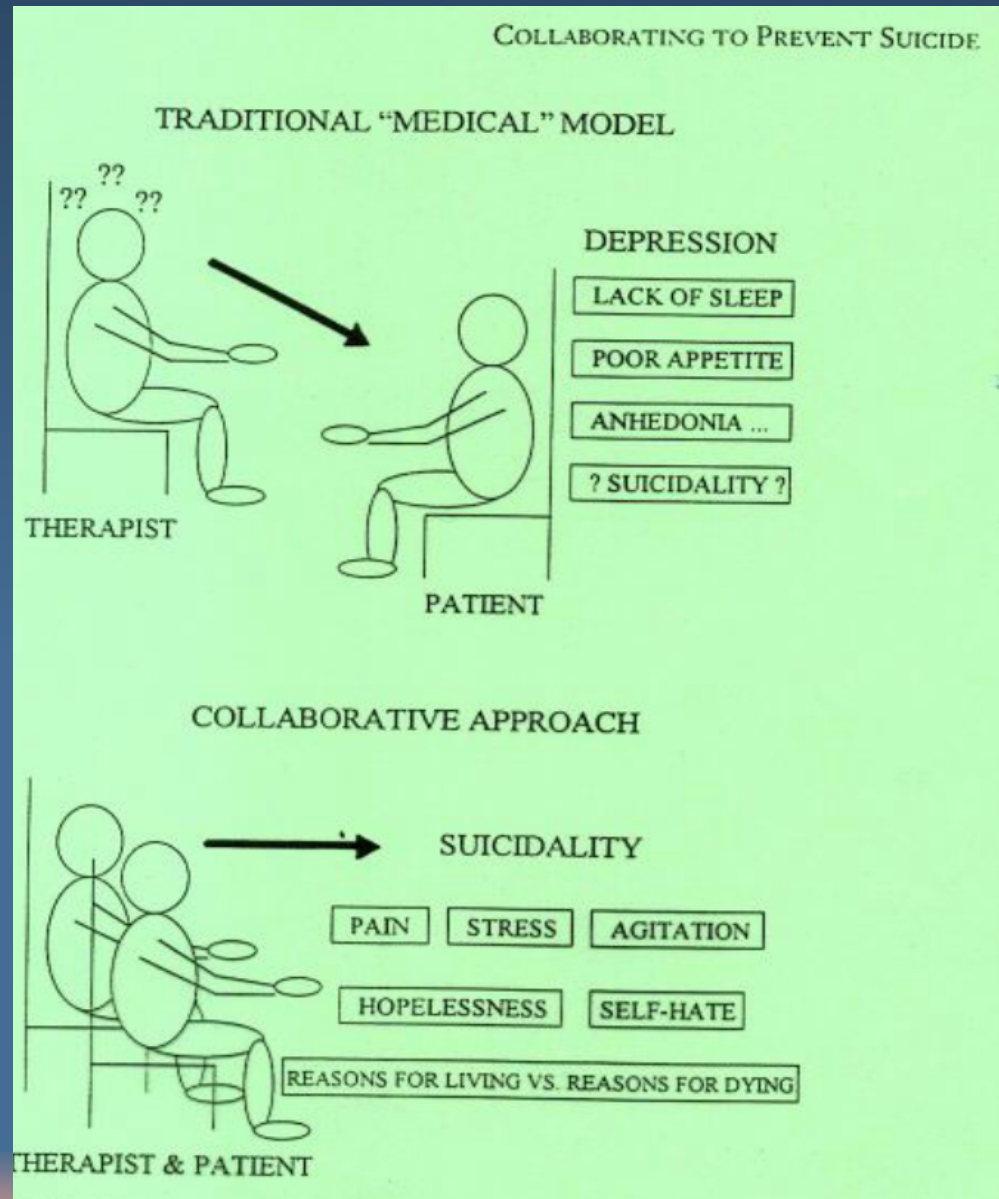 COLLABORATING TO PREVENT SUICIDE
TRADITIONAL “MEDICAL” MODEL
??
??
??
DEPRESSION
LACK OF SLEEP
POOR APPETITE
ANHEDONIA ...
? SUICIDALITY ?
THERAPIST
PATIENT
COLLABORATIVE APPROACH
SUICIDALITY
PAIN
STRESS
AGITATION
HOPELESSNESS
SELF-HATE
REASONS FOR LIVING VS. REASONS FOR DYING
THERAPIST & PATIENT